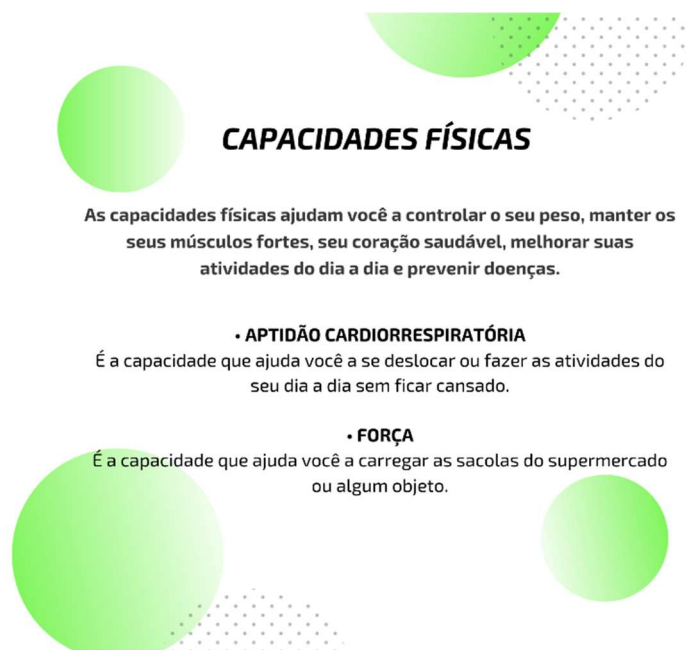 CAPACIDADES FÍSICAS
As capacidades físicas ajudam você a controlar o seu peso, manter os
seus músculos fortes, seu coração saudável, melhorar suas
atividades do dia a dia e prevenir doenças.
• APTIDÃO CARDIORRESPIRATÓRIA
É a capacidade que ajuda você a se deslocar ou fazer as atividades do
seu dia a dia sem ficar cansado.
• FORÇA
É a capacidade que ajuda você a carregar as sacolas do supermercado
ou algum objeto.